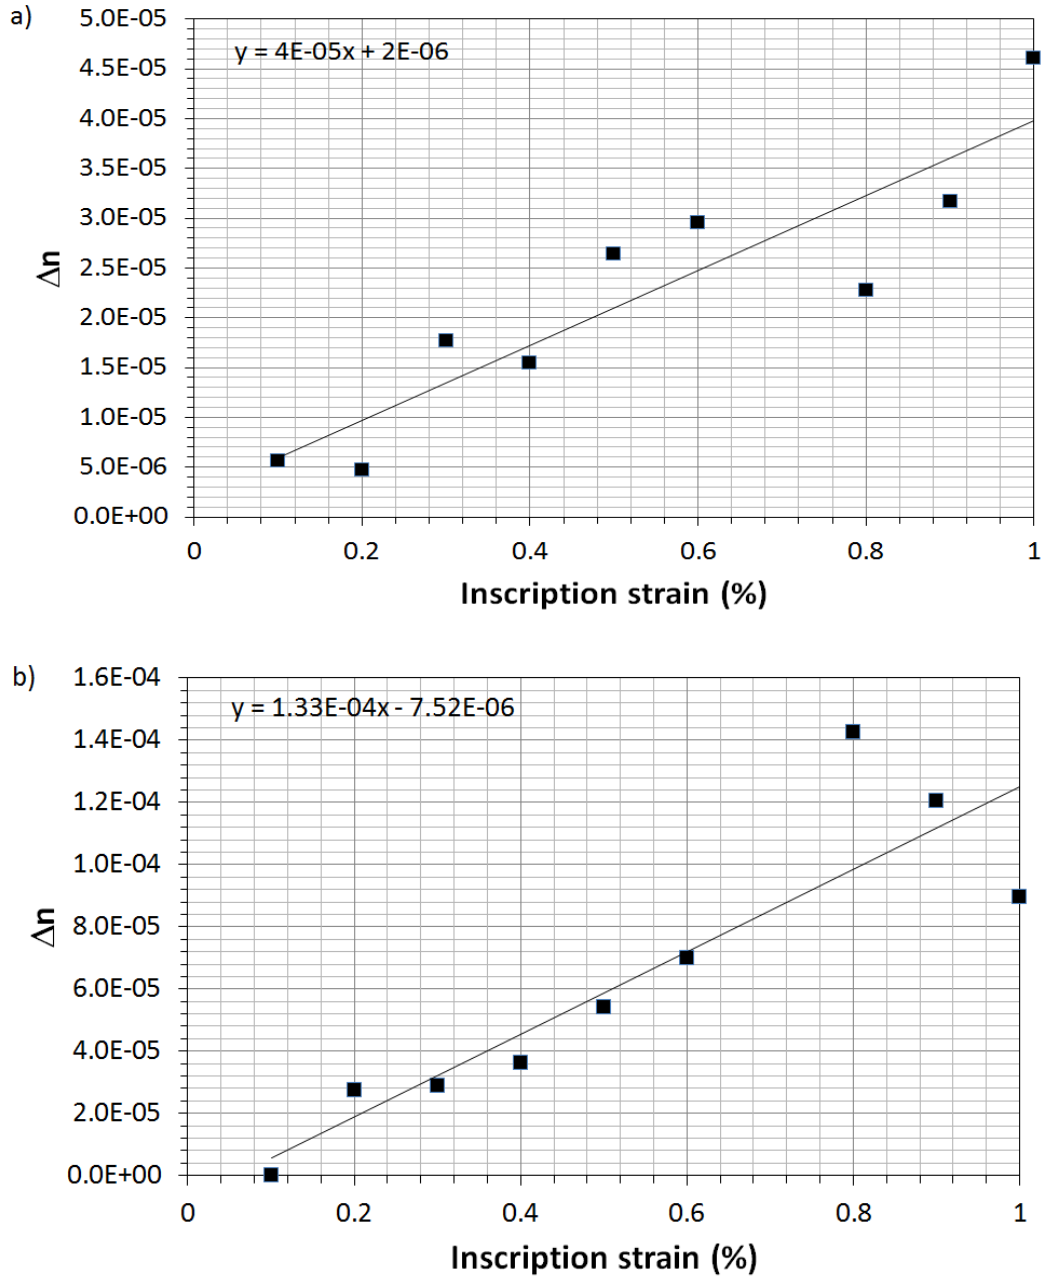 a)
5.0E-05
y = 4E-05x + 2E-06
4.5E-05
4.0E-05
3.5E-05
3.0E-05
2.5E-05
2.0E-05
1.5E-05
1.0E-05
5.0E-06
0.0E+00
Δn
0 0.2 0.4 0.6 0.8 1
Inscription strain (%)
b)
1.6E-04
y = 1.33E-04x - 7.52E-06
1.4E-04
1.2E-04
1.0E-04
8.0E-05
6.0E-05
4.0E-05
2.0E-05
0.0E+00
Δn
0 0.2 0.4 0.6 0.8 1
Inscription strain (%)